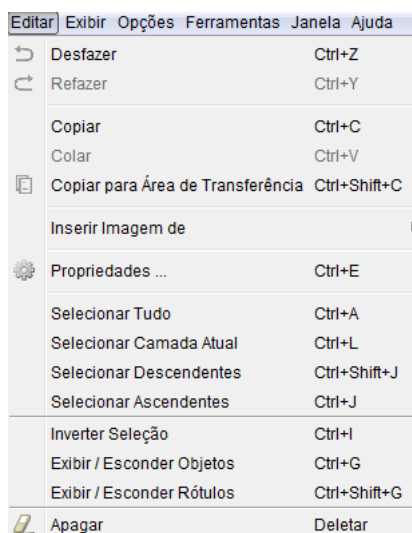 Editar Exibir Opções Ferramentas Janela Ajuda
Desfazer Ctrl+Z
Refazer Ctrl+Y
Copiar Ctrl+C
Colar Ctrl+V
Copiar para Área de Transferência Ctrl+Shift+C
Inserir Imagem de
Propriedades ... Ctrl+E
Selecionar Tudo Ctrl+A
Selecionar Camada Atual Ctrl+L
Selecionar Descendentes Ctrl+Shift+J
Selecionar Ascendentes Ctrl+J
Inverter Seleção Ctrl+I
Exibir / Esconder Objetos Ctrl+G
Exibir / Esconder Rótulos Ctrl+Shift+G
Apagar Deletar